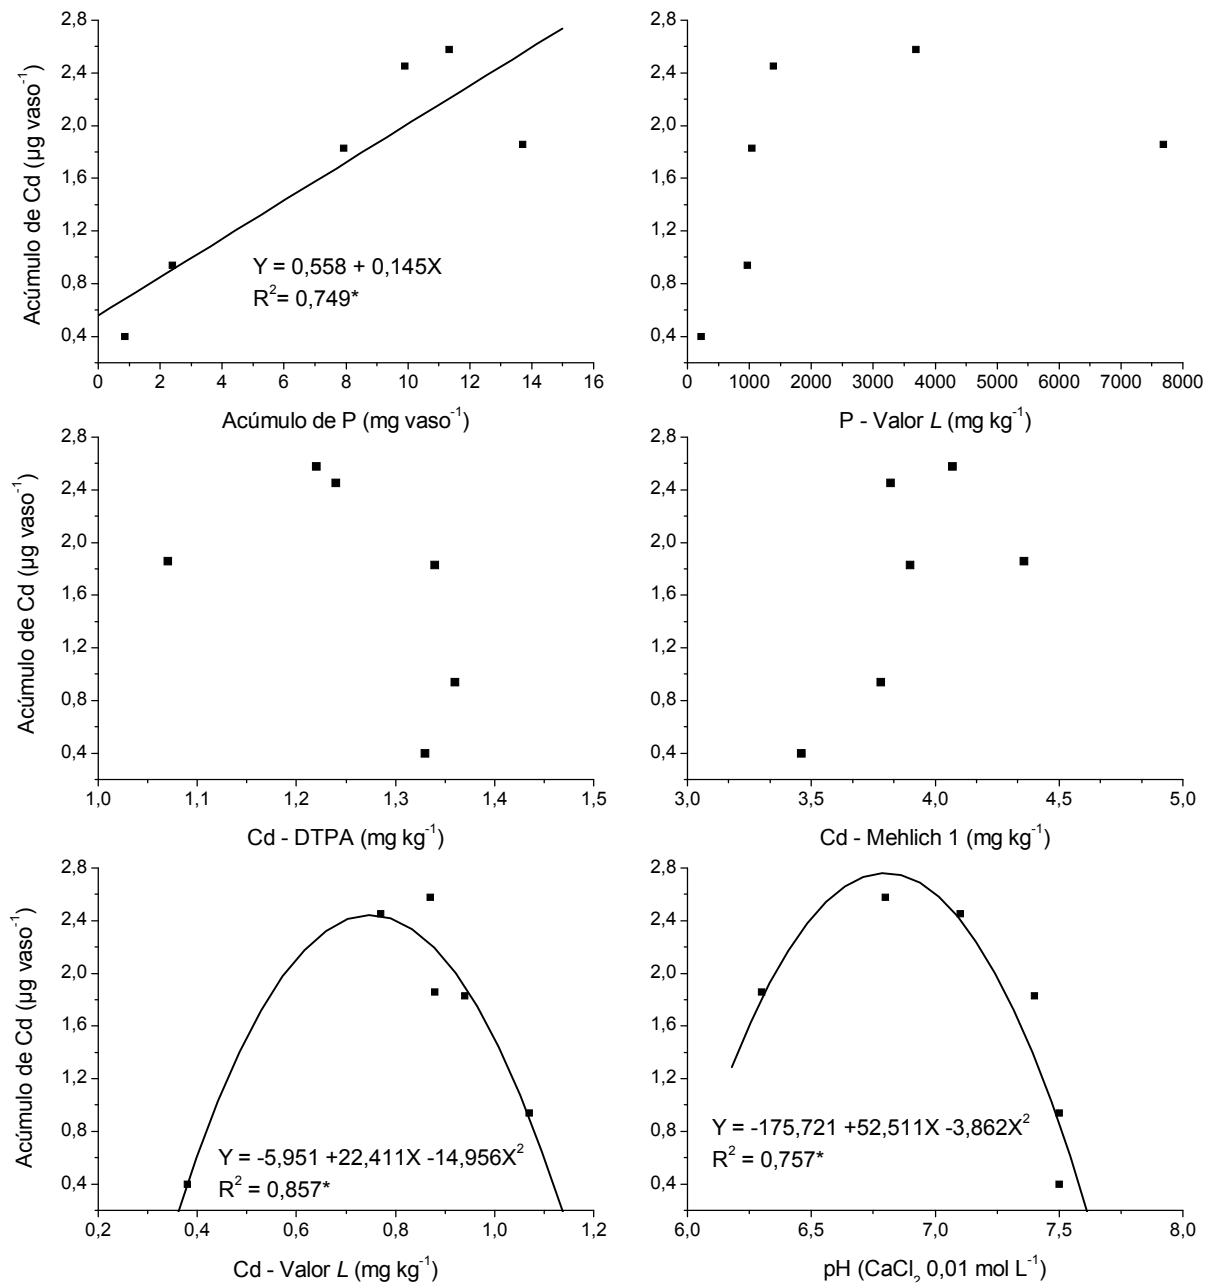 2,8
2,4
2,0
1,6
1,2
0,8
0,4
Acúmulo de Cd (µg vaso⁻¹)
Y = 0,558 + 0,145X
R²= 0,749*
0 2 4 6 8 10 12 14 16
Acúmulo de P (mg vaso⁻¹)
2,8
2,4
2,0
1,6
1,2
0,8
0,4
0 1000 2000 3000 4000 5000 6000 7000 8000
P - Valor L (mg kg⁻¹)
2,8
2,4
2,0
1,6
1,2
0,8
0,4
Acúmulo de Cd (µg vaso⁻¹)
1,0 1,1 1,2 1,3 1,4 1,5
Cd - DTPA (mg kg⁻¹)
2,8
2,4
2,0
1,6
1,2
0,8
0,4
3,0 3,5 4,0 4,5 5,0
Cd - Mehlich 1 (mg kg⁻¹)
2,8
2,4
2,0
1,6
1,2
0,8
0,4
Acúmulo de Cd (µg vaso⁻¹)
Y = -5,951 +22,411X -14,956X²
R² = 0,857*
0,2 0,4 0,6 0,8 1,0 1,2
Cd - Valor L (mg kg⁻¹)
2,8
2,4
2,0
1,6
1,2
0,8
0,4
Y = -175,721 +52,511X -3,862X²
R² = 0,757*
6,0 6,5 7,0 7,5 8,0
pH (CaCl₂ 0,01 mol L⁻¹)